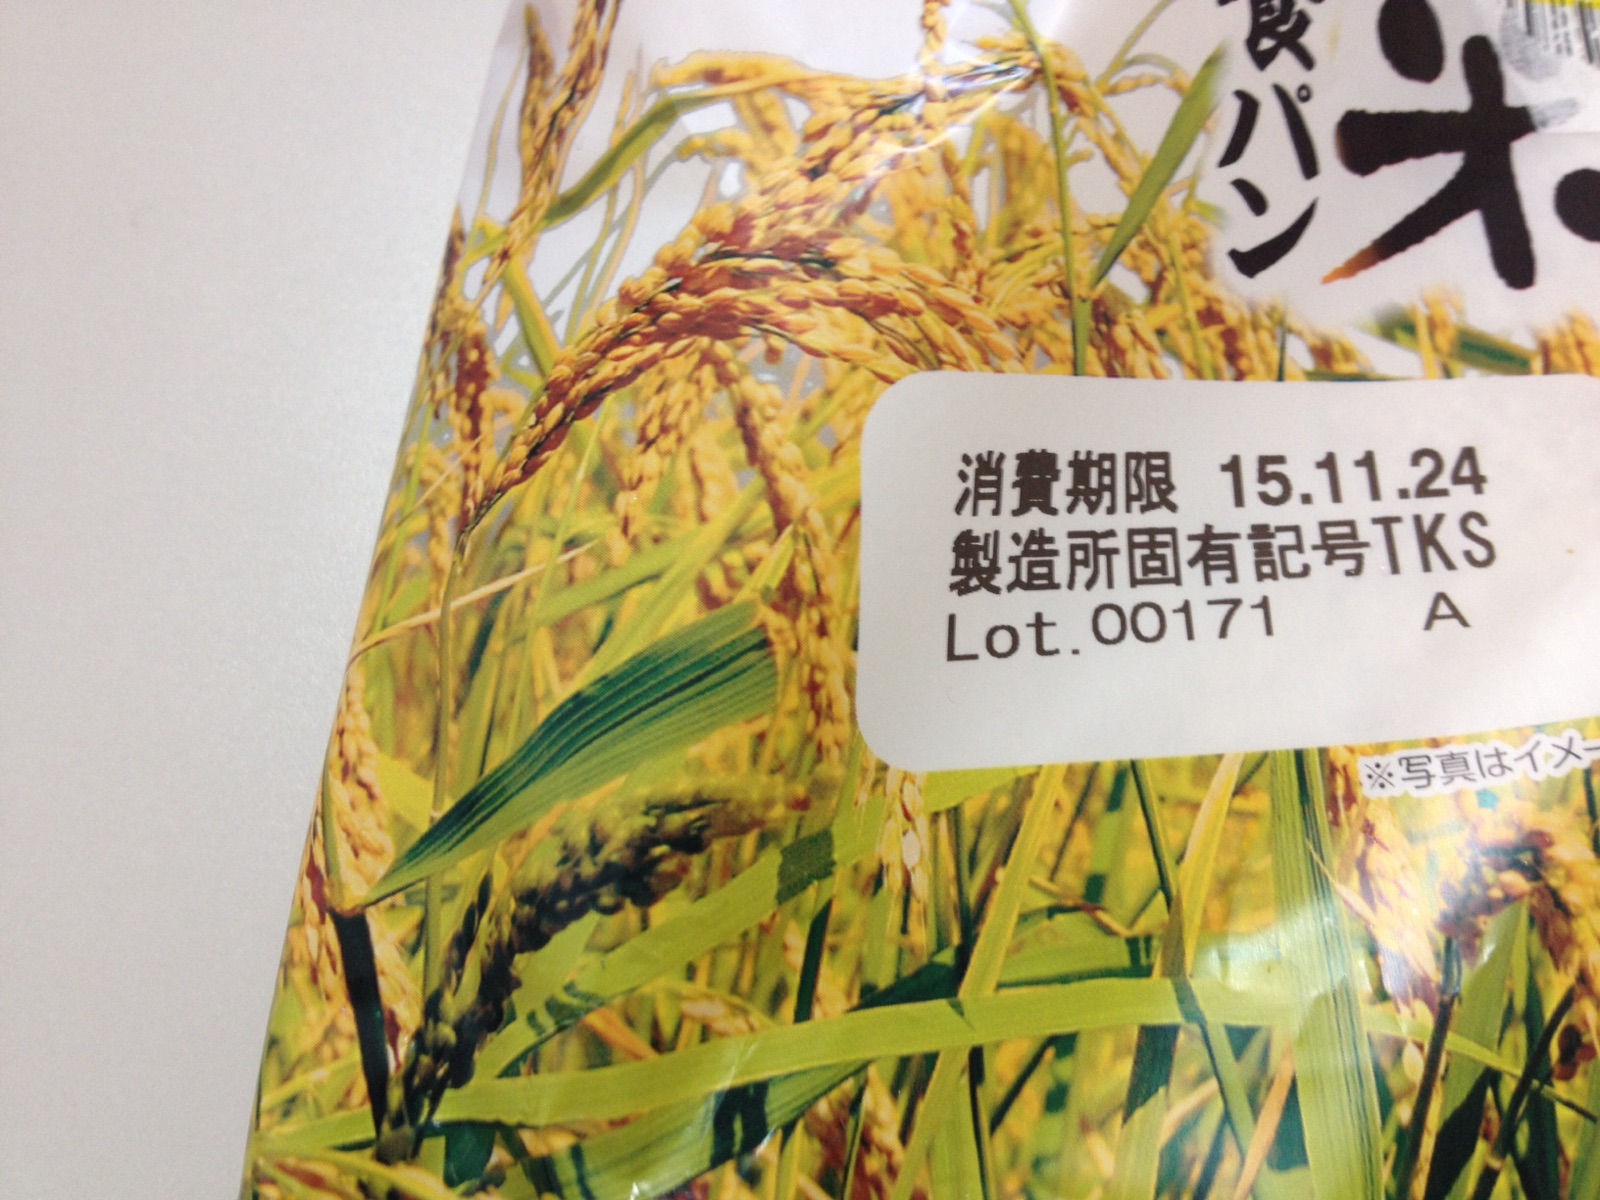 食パン
米
消費期限 15.11.24
製造所固有記号TKS
Lot.00171 A
※写真はイメー